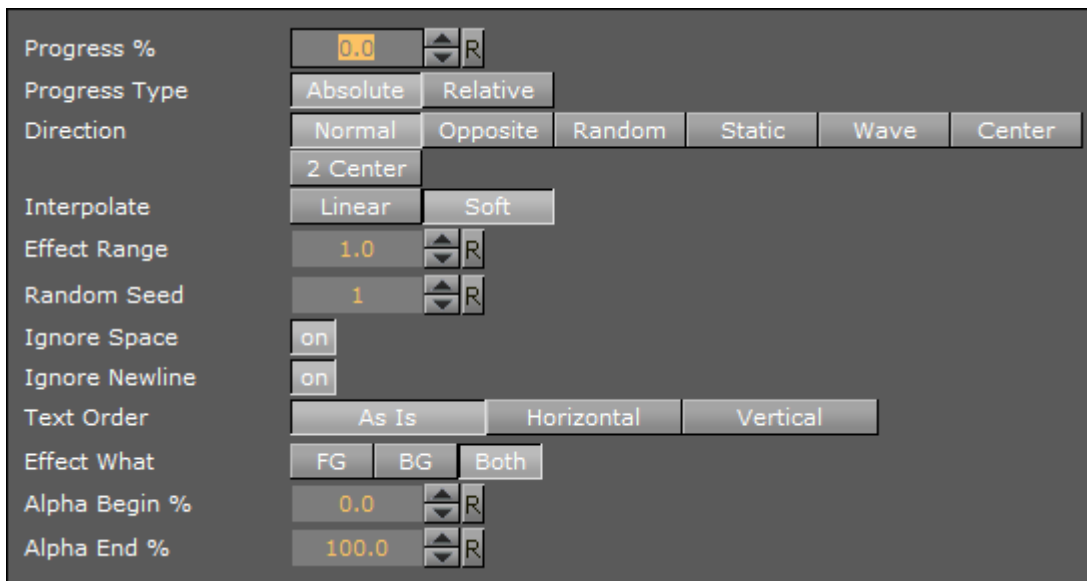 Progress % 0.0 R
Progress Type Absolute Relative
Direction Normal Opposite Random Static Wave Center
2 Center
Interpolate Linear Soft
Effect Range 1.0 R
Random Seed 1 R
Ignore Space on
Ignore Newline on
Text Order As Is Horizontal Vertical
Effect What FG BG Both
Alpha Begin % 0.0 R
Alpha End % 100.0 R